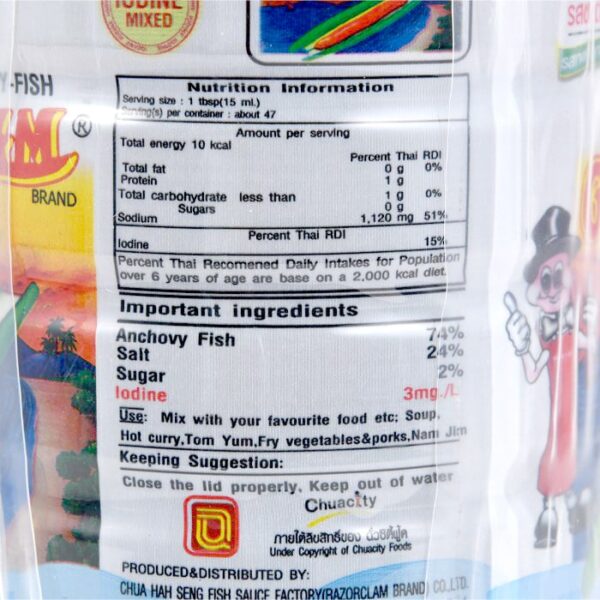 IODINE
MIXED
-FISH
®
BRAND
Nutrition Information
Serving size : 1 tbsp(15 ml.)
Serving(s) per container : about 47
Amount per serving
Total energy 10 kcal
Percent Thai RDI
Total fat 0 g 0%
Protein 1 g
Total carbohydrate less than 1 g 0%
Sugars 0 g
Sodium 1,120 mg 51%
Percent Thai RDI
Iodine 15%
Percent Thai Recomened Daily Intakes for Population
over 6 years of age are base on a 2,000 kcal diet.
Important ingredients
Anchovy Fish 74%
Salt 24%
Sugar 2%
Iodine 3mg./L
Use: Mix with your favourite food etc; Soup,
Hot curry,Tom Yum,Fry vegetables&porks,Nam Jim
Keeping Suggestion:
Close the lid properly, Keep out of water
Chuacity
ภายใต้ลิขสิทธิ์ของ ฉั่วซิตี้ฟู้ด
Under Copyright of Chuacity Foods
PRODUCED&DISTRIBUTED BY:
CHUA HAH SENG FISH SAUCE FACTORY(RAZORCLAM BRAND) CO.,LTD.